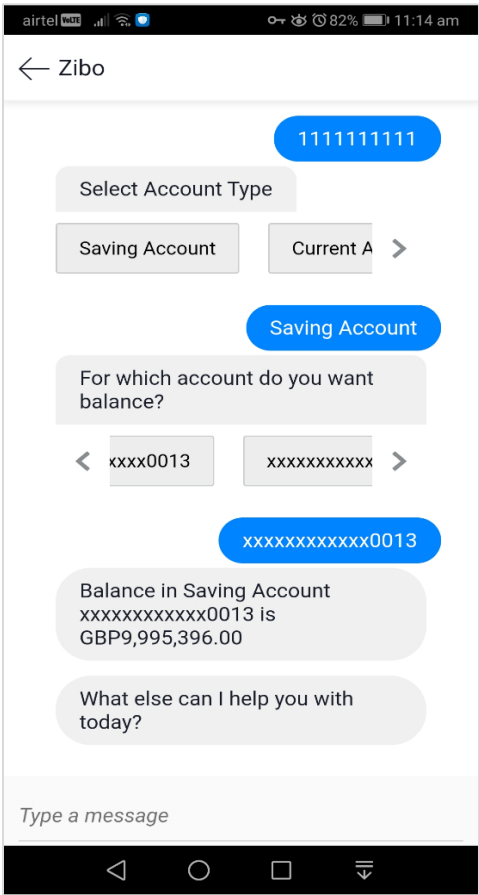 airtel VoLTE 82% 11:14 am
Zibo
1111111111
Select Account Type
Saving Account Current A
Saving Account
For which account do you want
balance?
xxxx0013 xxxxxxxxxxx
xxxxxxxxxxxx0013
Balance in Saving Account
xxxxxxxxxxxx0013 is
GBP9,995,396.00
What else can I help you with
today?
Type a message